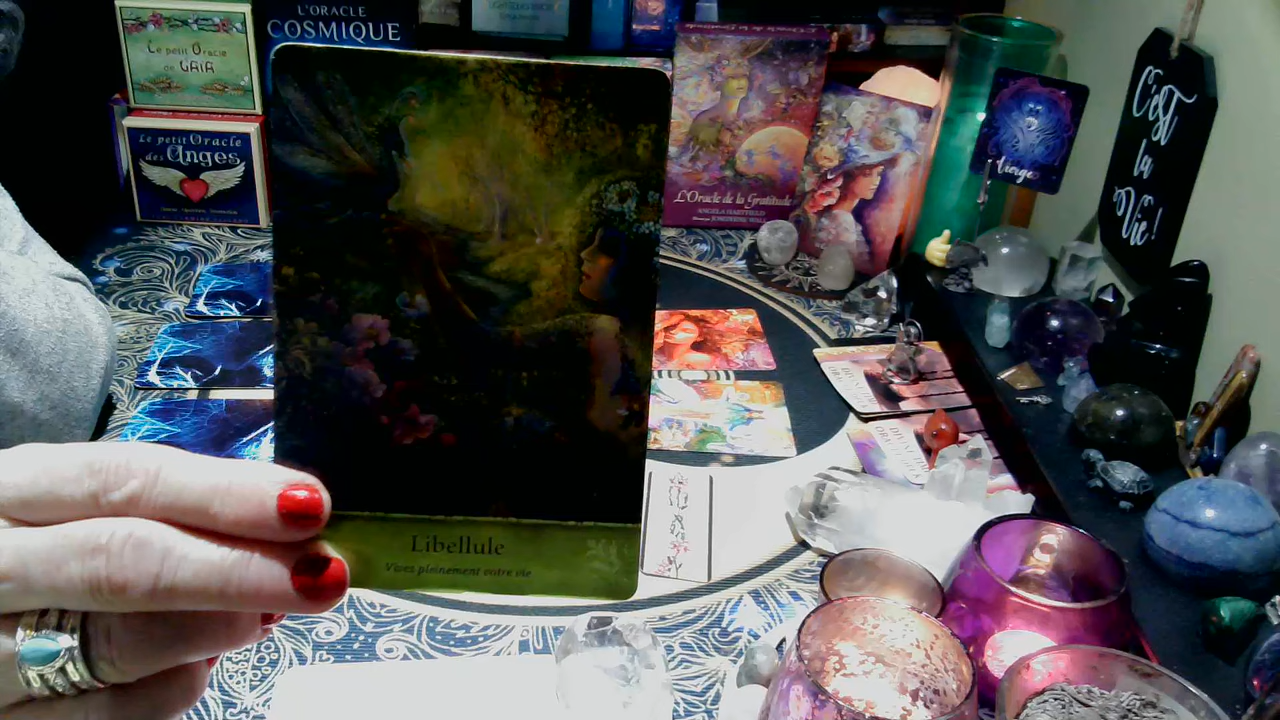 Le petit Oracle
de GAIA
L'ORACLE
COSMIQUE
Le petit Oracle
des Anges
L'Oracle de la Gratitude
ANGELA HARTFIELD
JOSEPHINE WALL
Vierge
C'est
la
Vie!
Libellule
Vivez pleinement votre vie